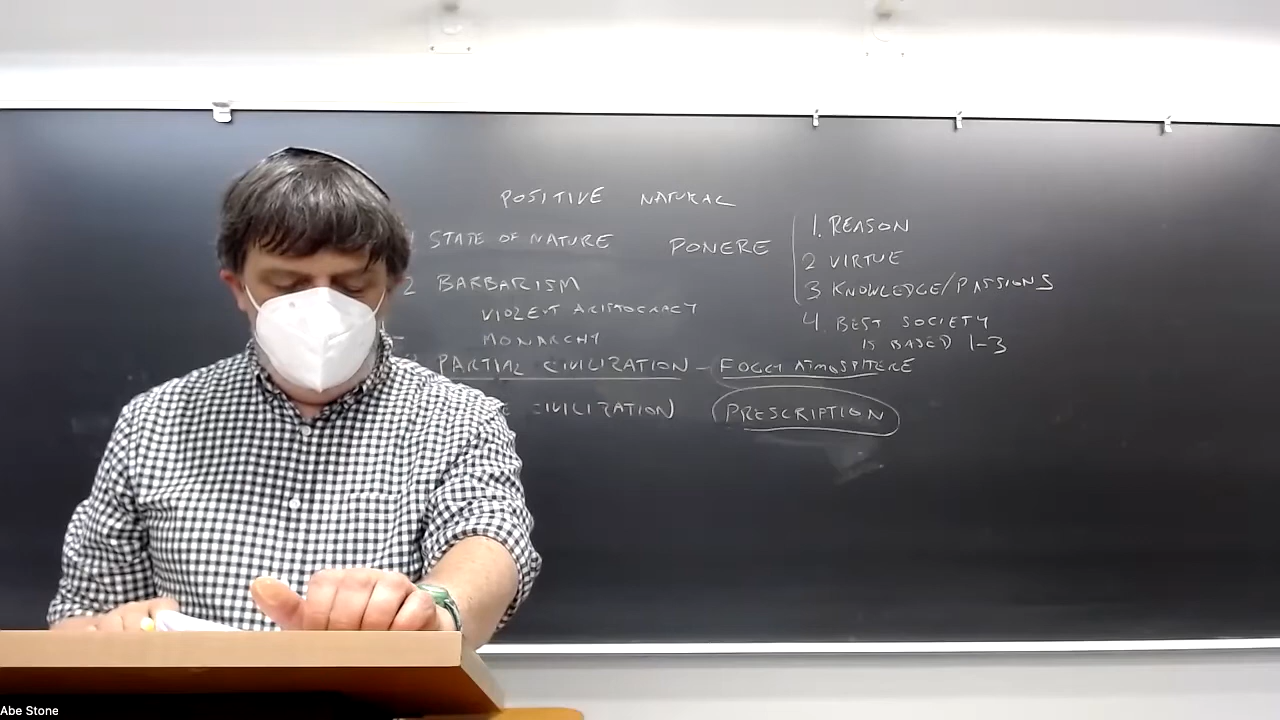 POSITIVE NATURAL
STATE OF NATURE
2 BARBARISM
VIOLENT ARISTOCRACY
MONARCHY
PARTIAL CIVILIZATION - FOGGY ATMOSPHERE
CIVILIZATION) PRESCRIPTION
PONERE
1. REASON
2 VIRTUE
3 KNOWLEDGE/PASSIONS
4. BEST SOCIETY
IS BASED 1-3
Abe Stone